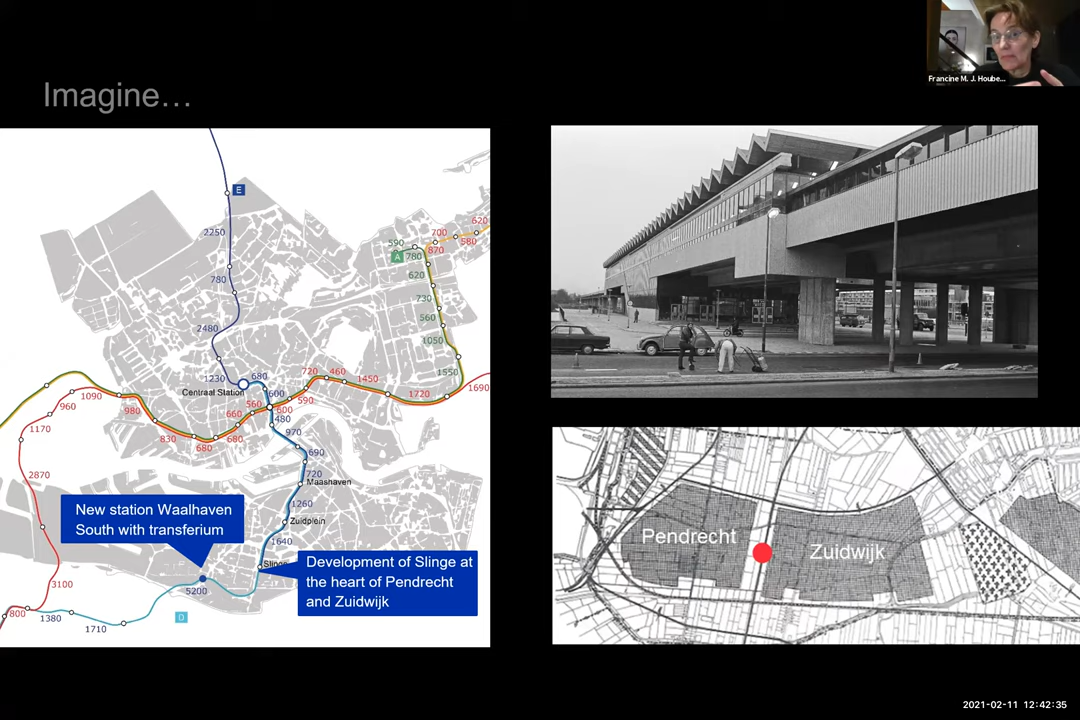 Francine M. J. Hoube...
Imagine...
E
2250
780
2480
1230
680
Centraal Station
600
560
600
480
970
690
720
Maashaven
1260
Zuidplein
1640
Slinge
590
A
780
700
870
620
580
620
730
560
1050
1550
1690
1720
1450
460
720
590
660
680
680
830
980
1090
960
1170
2870
3100
800
1380
1710
5200
D
New station Waalhaven
South with transferium
Development of Slinge at
the heart of Pendrecht
and Zuidwijk
Pendrecht
Zuidwijk
2021-02-11 12:42:35